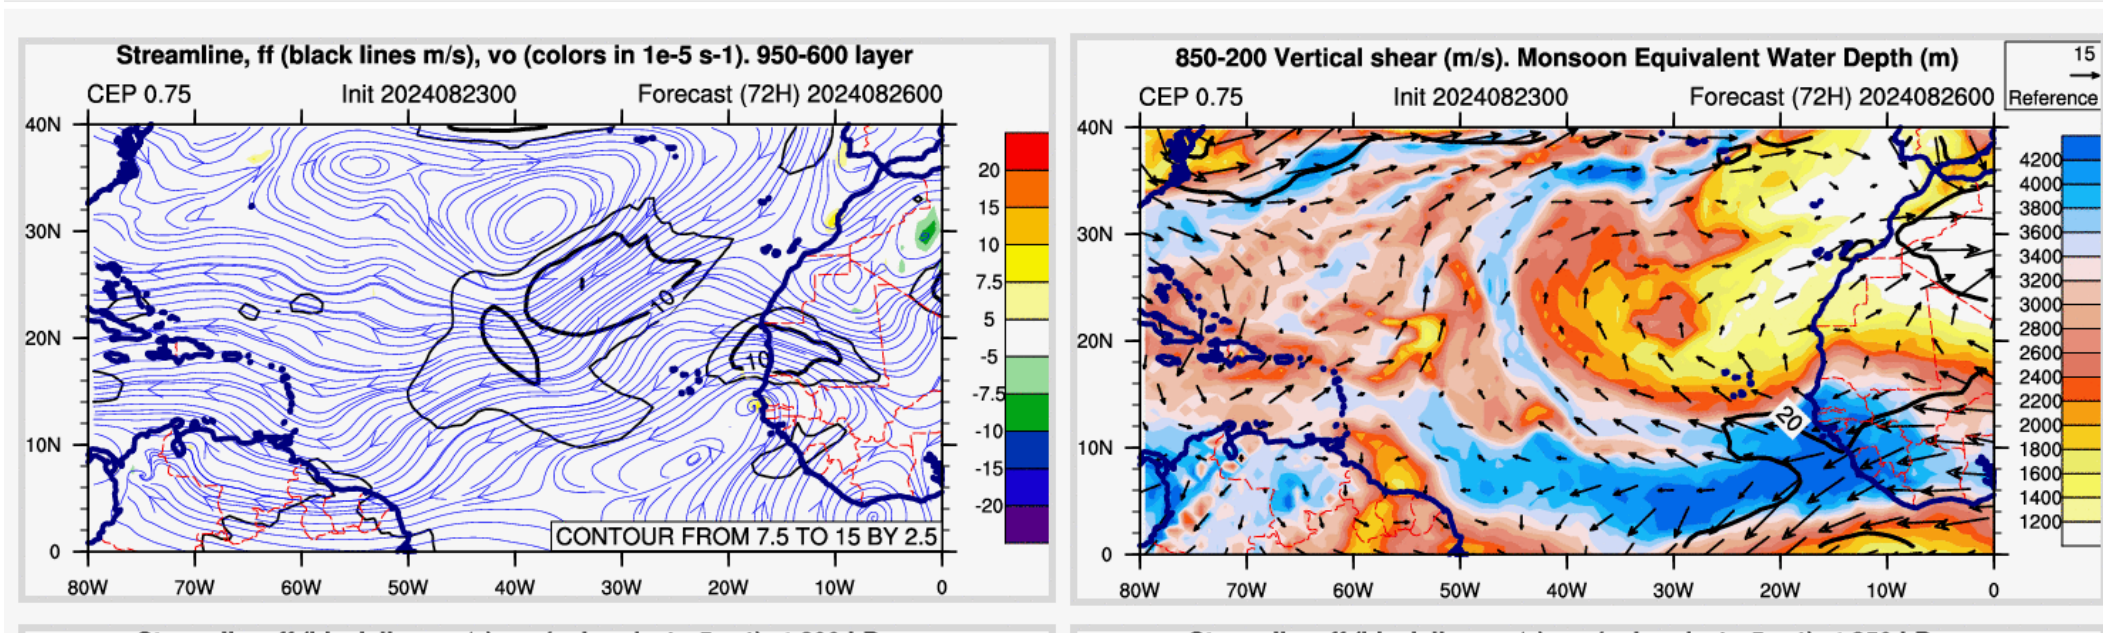 Streamline, ff (black lines m/s), vo (colors in 1e-5 s-1). 950-600 layer
CEP 0.75 Init 2024082300 Forecast (72H) 2024082600
40N
30N
20N
10N
0
10
10
CONTOUR FROM 7.5 TO 15 BY 2.5
80W 70W 60W 50W 40W 30W 20W 10W 0
20
15
10
7.5
5
-5
-7.5
-10
-15
-20
850-200 Vertical shear (m/s). Monsoon Equivalent Water Depth (m)
15
Reference
CEP 0.75 Init 2024082300 Forecast (72H) 2024082600
40N
30N
20N
10N
0
20
80W 70W 60W 50W 40W 30W 20W 10W 0
4200
4000
3800
3600
3400
3200
3000
2800
2600
2400
2200
2000
1800
1600
1400
1200